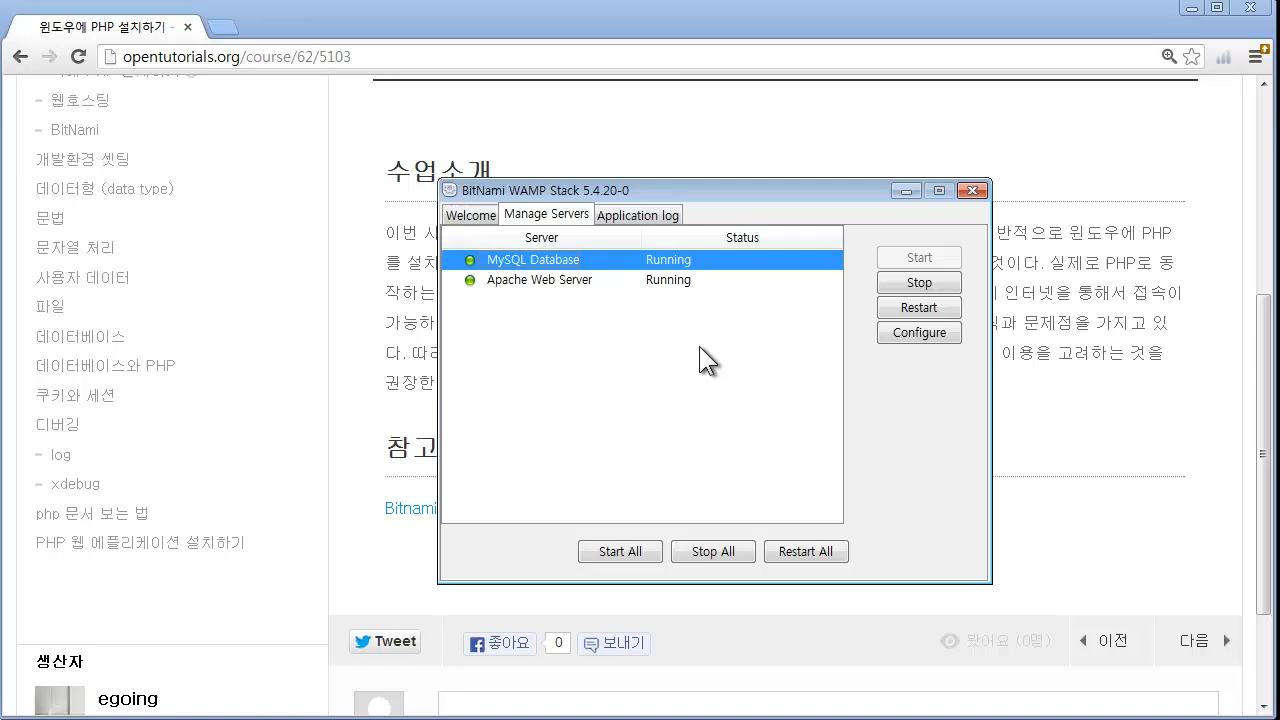 윈도우에 PHP 설치하기 -
opentutorials.org/course/62/5103
- 웹호스팅
- BitNami
개발환경 셋팅
데이터형 (data type)
문법
문자열 처리
사용자 데이터
파일
데이터베이스
데이터베이스와 PHP
쿠키와 세션
디버깅
- log
- xdebug
php 문서 보는 법
PHP 웹 에플리케이션 설치하기
생산자
egoing
수업소개
이번 시
반적으로 윈도우에 PHP
를 설치
것이다. 실제로 PHP로 동
작하는
인터넷을 통해서 접속이
가능하
과 문제점을 가지고 있
다. 따라
이용을 고려하는 것을
권장한
참고
Bitnami
BitNami WAMP Stack 5.4.20-0
Welcome Manage Servers Application log
Server Status
MySQL Database Running
Apache Web Server Running
Start
Stop
Restart
Configure
Start All Stop All Restart All
Tweet 좋아요 0 보내기 봤어요 (0명) 이전 다음